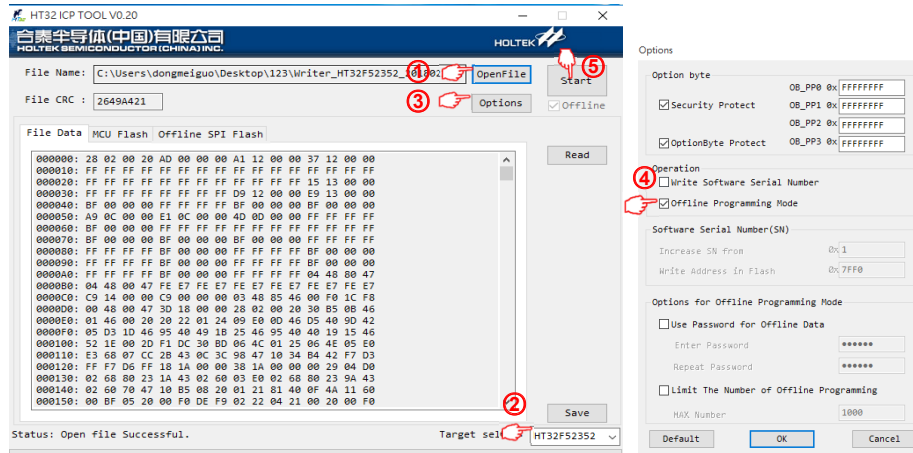 HT32 ICP TOOL V0.20
合泰半导体(中国)有限公司
HOLTEK SEMICONDUCTOR(CHINA)INC.
HOLTEK
File Name: C:\Users\dongmeiguo\Desktop\123\Writer_HT32F52352_
① OpenFile
⑤ Start
File CRC : 2649A421
③ Options
Offline
File Data MCU Flash Offline SPI Flash
Read
000000: 28 02 00 20 AD 00 00 00 A1 12 00 00 37 12 00 00
000010: FF FF FF FF FF FF FF FF FF FF FF FF FF FF FF FF
000020: FF FF FF FF FF FF FF FF FF FF FF FF 15 13 00 00
000030: FF FF FF FF FF FF FF FF D9 12 00 00 E9 13 00 00
000040: BF 00 00 00 FF FF FF FF BF 00 00 00 BF 00 00 00
000050: A9 0C 00 00 E1 0C 00 00 4D 0D 00 00 FF FF FF FF
000060: BF 00 00 00 FF FF FF FF FF FF FF FF FF FF FF FF
000070: BF 00 00 00 BF 00 00 00 BF 00 00 00 FF FF FF FF
000080: FF FF FF FF BF 00 00 00 FF FF FF FF BF 00 00 00
000090: FF FF FF FF BF 00 00 00 FF FF FF FF BF 00 00 00
0000A0: FF FF FF FF BF 00 00 00 FF FF FF FF 04 48 80 47
0000B0: 04 48 00 47 FE E7 FE E7 FE E7 FE E7 FE E7 FE E7
0000C0: C9 14 00 00 C9 00 00 00 03 48 85 46 00 F0 1C F8
0000D0: 00 48 00 47 3D 18 00 00 28 02 00 20 30 B5 0B 46
0000E0: 01 46 00 20 20 22 01 24 09 E0 0D 46 D5 40 9D 42
0000F0: 05 D3 1D 46 95 40 49 1B 25 46 95 40 40 19 15 46
000100: 52 1E 00 2D F1 DC 30 BD 06 4C 01 25 06 4E 05 E0
000110: E3 68 07 CC 2B 43 0C 3C 98 47 10 34 B4 42 F7 D3
000120: FF F7 D6 FF 18 1A 00 00 38 1A 00 00 00 29 04 D0
000130: 02 68 80 23 1A 43 02 60 03 E0 02 68 80 23 9A 43
000140: 02 60 70 47 10 B5 08 20 01 21 81 40 0F 4A 11 60
000150: 00 BF 05 20 00 F0 DE F9 02 22 04 21 00 20 00 F0
②
Save
Status: Open file Successful.
Target HT32F52352
Options
Option byte
OB_PP0 0x FFFFFFFF
Security Protect OB_PP1 0x FFFFFFFF
OB_PP2 0x FFFFFFFF
OptionByte Protect OB_PP3 0x FFFFFFFF
Operation
④ Write Software Serial Number
Offline Programming Mode
Software Serial Number(SN)
Increase SN from 0x 1
Write Address in Flash 0x 7FF0
Options for Offline Programming Mode
Use Password for Offline Data
Enter Password ●●●●●●
Repeat Password ●●●●●●
Limit The Number of Offline Programming
MAX Number 1000
Default OK Cancel